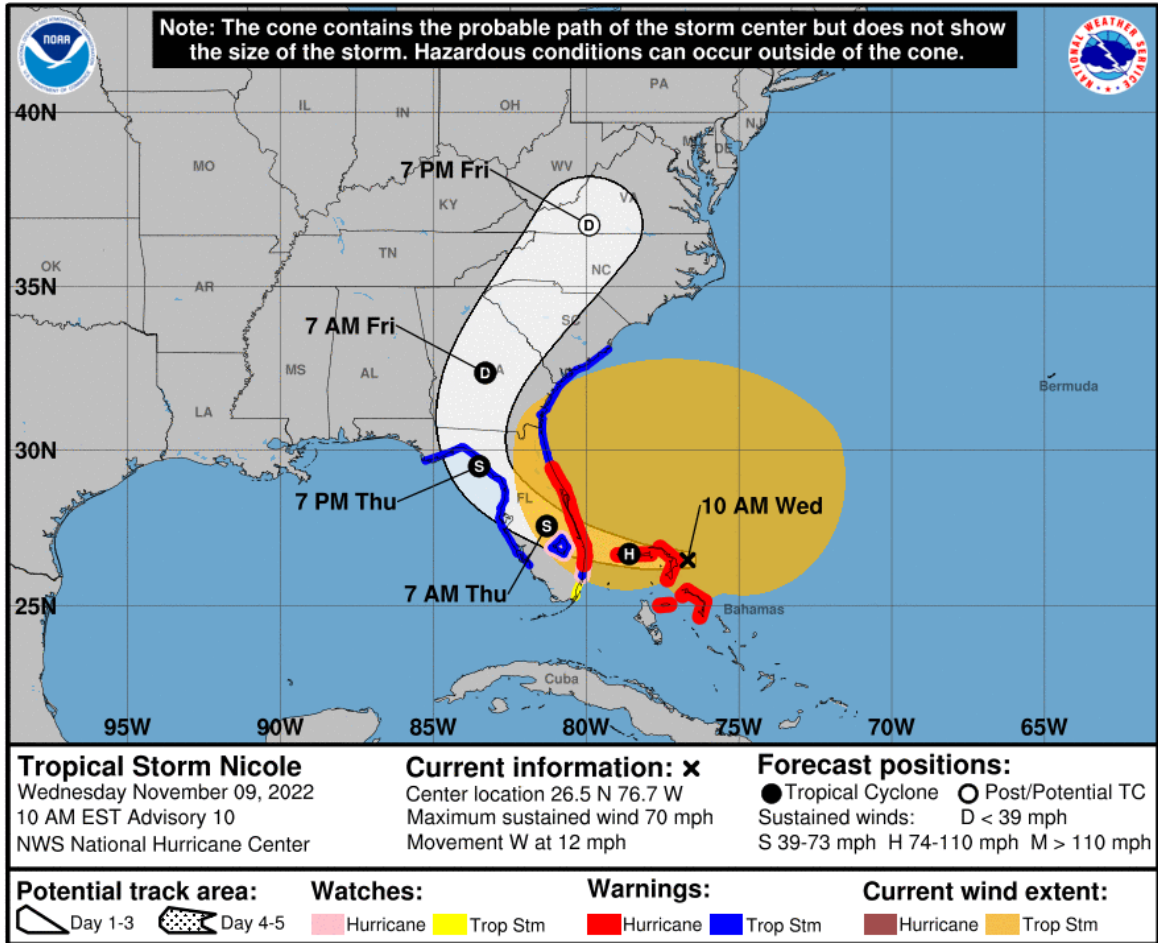 Note: The cone contains the probable path of the storm center but does not show
the size of the storm. Hazardous conditions can occur outside of the cone.
NOAA
NATIONAL WEATHER SERVICE
PA
40N
IL
IN
OH
NJ
DE
MO
WV
7 PM Fri
VA
KY
D
OK
TN
NC
35N
AR
7 AM Fri
SC
MS
AL
D
Bermuda
LA
30N
S
7 PM Thu
FL
10 AM Wed
S
H
7 AM Thu
25N
Bahamas
Cuba
95W
90W
85W
80W
75W
70W
65W
Tropical Storm Nicole
Wednesday November 09, 2022
10 AM EST Advisory 10
NWS National Hurricane Center
Current information: x
Center location 26.5 N 76.7 W
Maximum sustained wind 70 mph
Movement W at 12 mph
Forecast positions:
Tropical Cyclone Post/Potential TC
Sustained winds: D < 39 mph
S 39-73 mph H 74-110 mph M > 110 mph
Potential track area:
Day 1-3 Day 4-5
Watches:
Hurricane Trop Stm
Warnings:
Hurricane Trop Stm
Current wind extent:
Hurricane Trop Stm